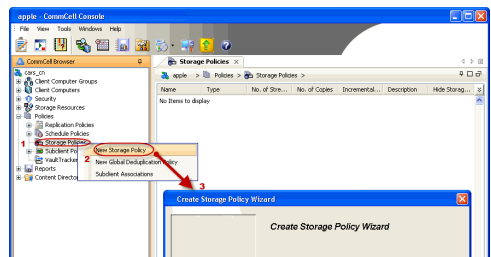 apple - CommCell Console
File View Tools Windows Help
CommCell Browser
Storage Policies
cars_cn
apple > Policies > Storage Policies >
Client Computer Groups
Client Computers
Security
Storage Resources
Policies
Replication Policies
Schedule Policies
Storage Policies
Subclient Po
VaultTracker
Reports
Content Director
Name Type No. of Stre... No. of Copies Incremental... Description Hide Storag...
No Items to display
1
2
New Storage Policy
New Global Deduplication Policy
Subclient Associations
3
Create Storage Policy Wizard
Create Storage Policy Wizard